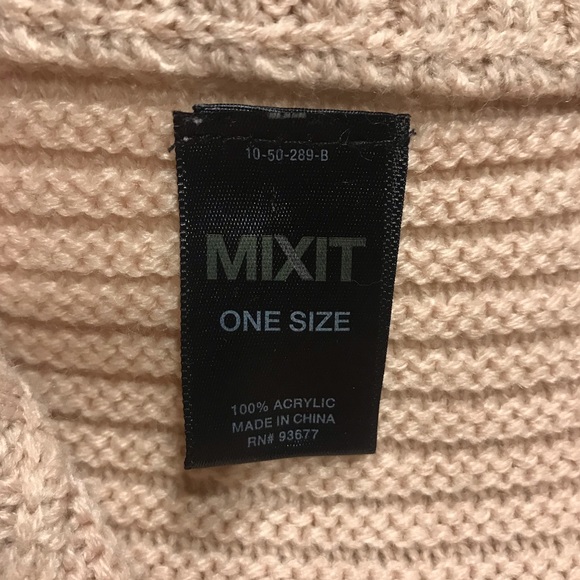 10-50-289-B
MIXIT
ONE SIZE
100% ACRYLIC
MADE IN CHINA
RN# 93677